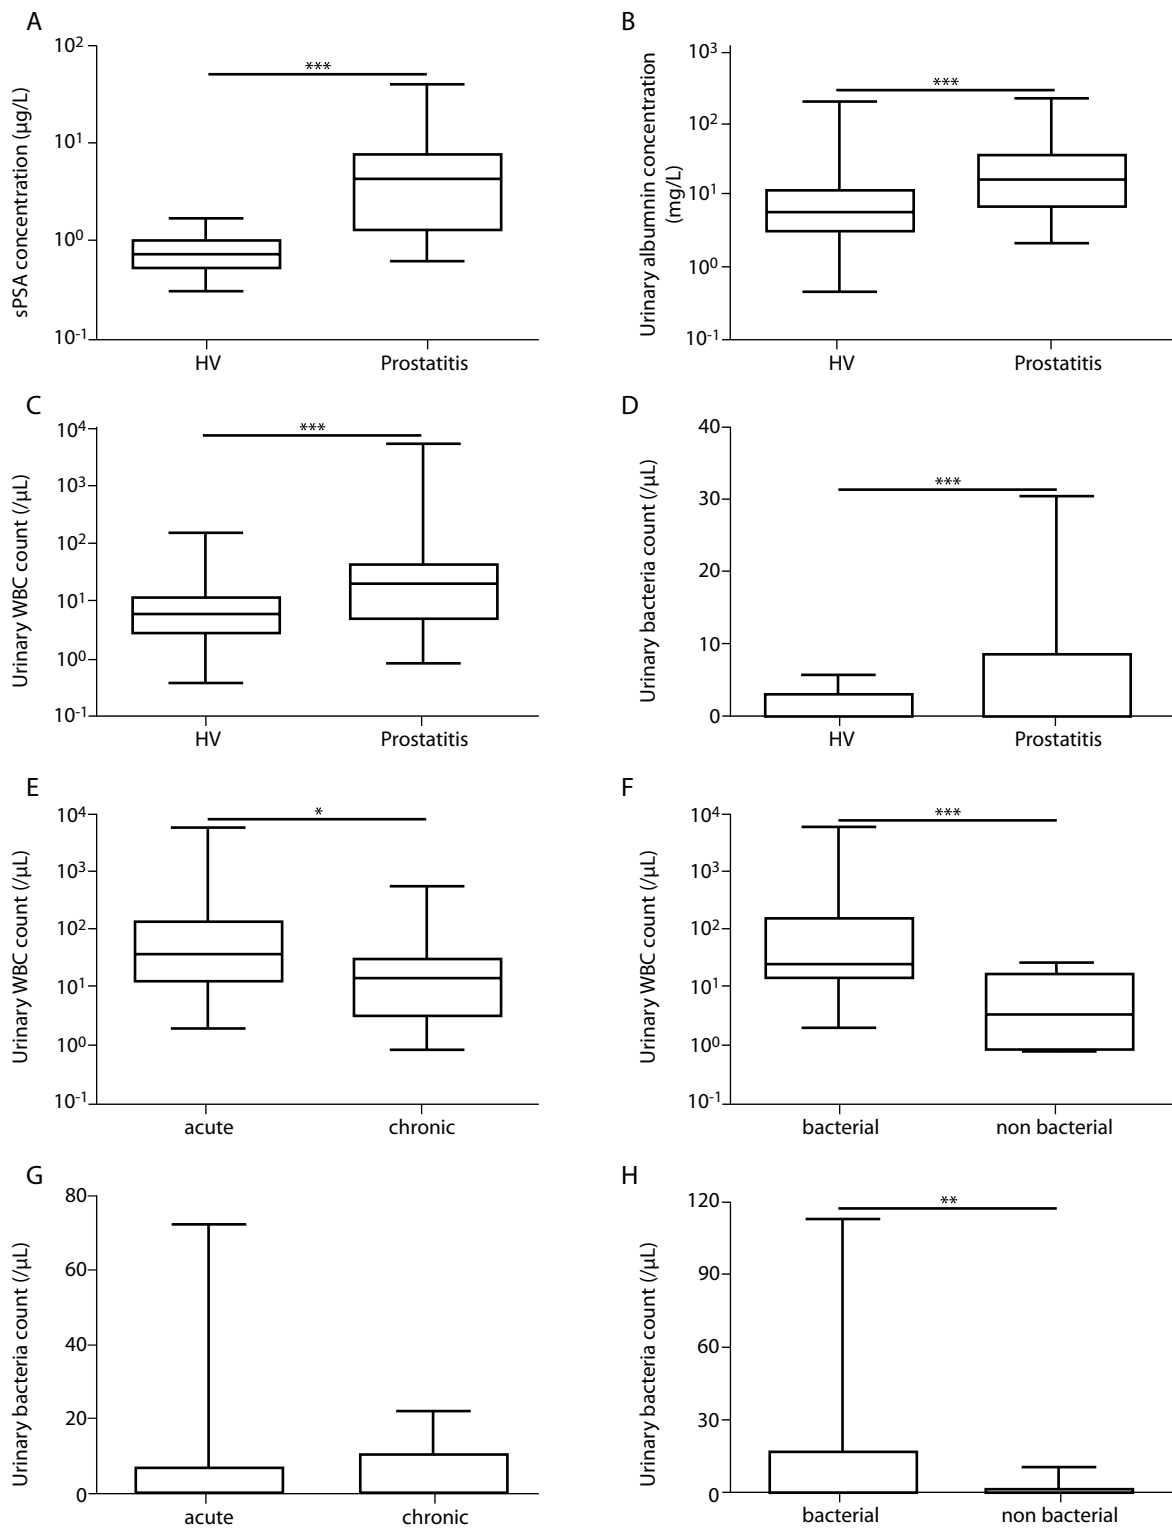 A
sPSA concentration (µg/L)
10²
10¹
10⁰
10⁻¹
***
HV
Prostatitis
B
Urinary albumnin concentration
(mg/L)
10³
10²
10¹
10⁰
10⁻¹
***
HV
Prostatitis
C
Urinary WBC count (/µL)
10⁴
10³
10²
10¹
10⁰
10⁻¹
***
HV
Prostatitis
D
Urinary bacteria count (/µL)
40
30
20
10
0
***
HV
Prostatitis
E
Urinary WBC count (/µL)
10⁴
10³
10²
10¹
10⁰
10⁻¹
*
acute
chronic
F
Urinary WBC count (/µL)
10⁴
10³
10²
10¹
10⁰
10⁻¹
***
bacterial
non bacterial
G
Urinary bacteria count (/µL)
80
60
40
20
0
acute
chronic
H
Urinary bacteria count (/µL)
120
90
60
30
0
**
bacterial
non bacterial